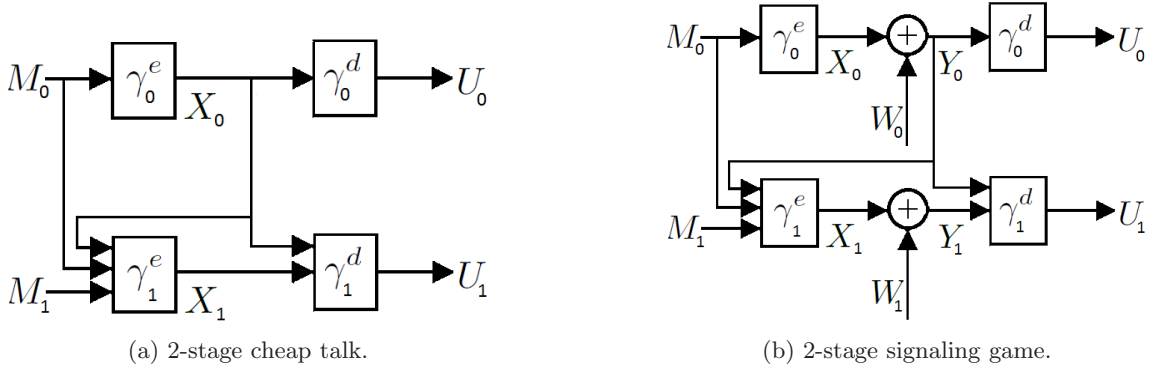 M₀ γ₀ᵉ X₀ γ₀ᵈ U₀
M₁ γ₁ᵉ X₁ γ₁ᵈ U₁
(a) 2-stage cheap talk.
M₀ γ₀ᵉ X₀ + W₀ Y₀ γ₀ᵈ U₀
M₁ γ₁ᵉ X₁ + W₁ Y₁ γ₁ᵈ U₁
(b) 2-stage signaling game.